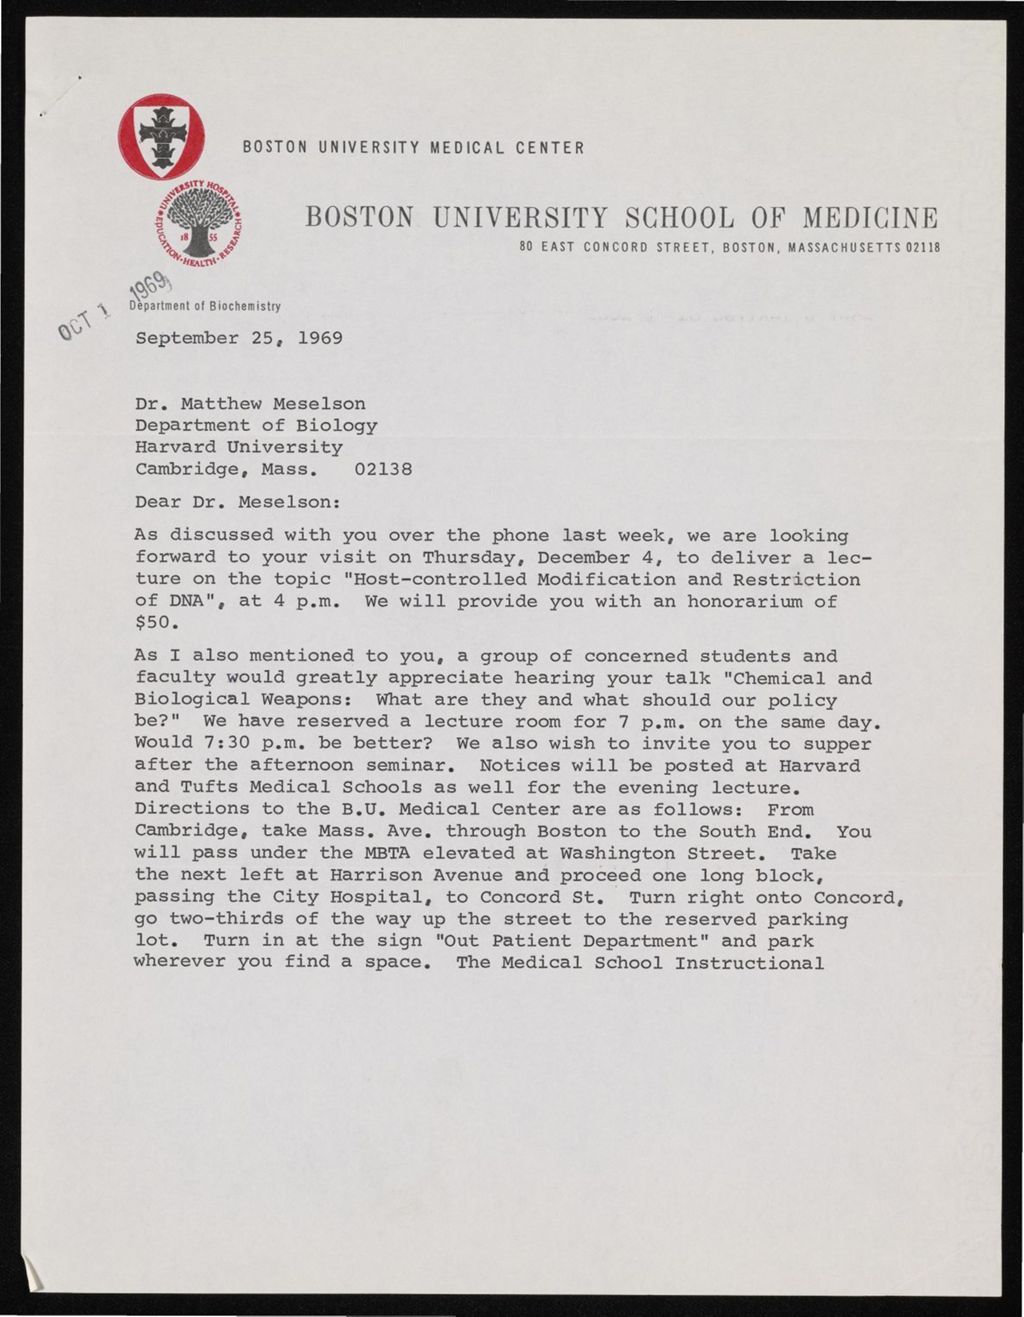 BOSTON UNIVERSITY MEDICAL CENTER
UNIVERSITY HOSPITAL
EDUCATION • HEALTH • RESEARCH
18 55
BOSTON UNIVERSITY SCHOOL OF MEDICINE
80 EAST CONCORD STREET, BOSTON, MASSACHUSETTS 02118
OCT 1 1969
Department of Biochemistry
September 25, 1969
Dr. Matthew Meselson
Department of Biology
Harvard University
Cambridge, Mass. 02138
Dear Dr. Meselson:
As discussed with you over the phone last week, we are looking
forward to your visit on Thursday, December 4, to deliver a lec-
ture on the topic "Host-controlled Modification and Restriction
of DNA", at 4 p.m. We will provide you with an honorarium of
$50.
As I also mentioned to you, a group of concerned students and
faculty would greatly appreciate hearing your talk "Chemical and
Biological Weapons: What are they and what should our policy
be?" We have reserved a lecture room for 7 p.m. on the same day.
Would 7:30 p.m. be better? We also wish to invite you to supper
after the afternoon seminar. Notices will be posted at Harvard
and Tufts Medical Schools as well for the evening lecture.
Directions to the B.U. Medical Center are as follows: From
Cambridge, take Mass. Ave. through Boston to the South End. You
will pass under the MBTA elevated at Washington Street. Take
the next left at Harrison Avenue and proceed one long block,
passing the City Hospital, to Concord St. Turn right onto Concord,
go two-thirds of the way up the street to the reserved parking
lot. Turn in at the sign "Out Patient Department" and park
wherever you find a space. The Medical School Instructional